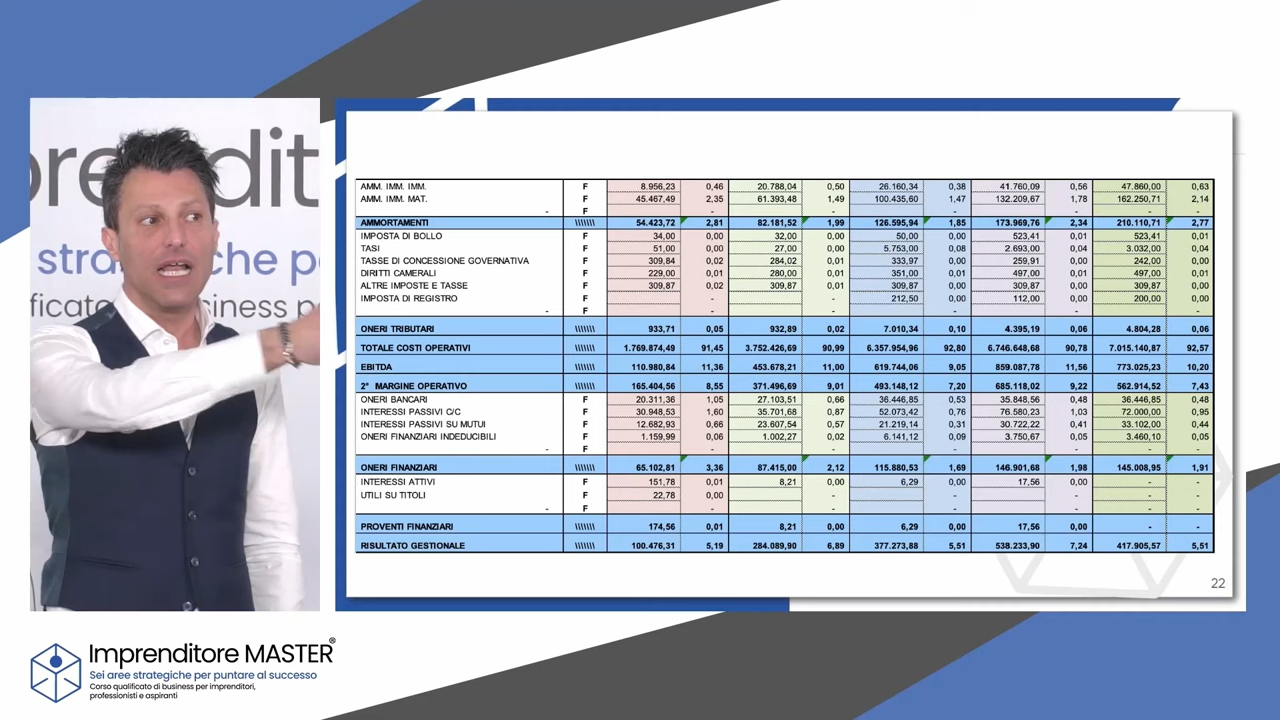 prendit
strategiche p
ficato business p
AMM. IMM. IMM. F 8.956,23 0,46 20.788,04 0,50 26.160,34 0,38 41.760,09 0,56 47.860,00 0,63
AMM. IMM. MAT. F 45.467,49 2,35 61.393,48 1,49 100.435,60 1,47 132.209,67 1,78 162.250,71 2,14
- F - - - - -
AMMORTAMENTI \\\\\\\ 54.423,72 2,81 82.181,52 1,99 126.595,94 1,85 173.969,76 2,34 210.110,71 2,77
IMPOSTA DI BOLLO F 34,00 0,00 32,00 0,00 50,00 0,00 523,41 0,01 523,41 0,01
TASI F 51,00 0,00 27,00 0,00 5.753,00 0,08 2.693,00 0,04 3.032,00 0,04
TASSE DI CONCESSIONE GOVERNATIVA F 309,84 0,02 284,02 0,01 333,97 0,00 259,91 0,00 242,00 0,00
DIRITTI CAMERALI F 229,00 0,01 280,00 0,01 351,00 0,01 497,00 0,01 497,00 0,01
ALTRE IMPOSTE E TASSE F 309,87 0,02 309,87 0,01 309,87 0,00 309,87 0,00 309,87 0,00
IMPOSTA DI REGISTRO F - - 212,50 0,00 112,00 0,00 200,00 0,00
- F - - - - -
ONERI TRIBUTARI \\\\\\\ 933,71 0,05 932,89 0,02 7.010,34 0,10 4.395,19 0,06 4.804,28 0,06
TOTALE COSTI OPERATIVI \\\\\\\ 1.769.874,49 91,45 3.752.426,69 90,99 6.357.954,96 92,80 6.746.648,68 90,78 7.015.140,87 92,57
EBITDA \\\\\\\ 110.980,84 11,36 453.678,21 11,00 619.744,06 9,05 859.087,78 11,56 773.025,23 10,20
2° MARGINE OPERATIVO \\\\\\\ 165.404,56 8,55 371.496,69 9,01 493.148,12 7,20 685.118,02 9,22 562.914,52 7,43
ONERI BANCARI F 20.311,36 1,05 27.103,51 0,66 36.446,85 0,53 35.848,56 0,48 36.446,85 0,48
INTERESSI PASSIVI C/C F 30.948,53 1,60 35.701,68 0,87 52.073,42 0,76 76.580,23 1,03 72.000,00 0,95
INTERESSI PASSIVI SU MUTUI F 12.682,93 0,66 23.607,54 0,57 21.219,14 0,31 30.722,22 0,41 33.102,00 0,44
ONERI FINANZIARI INDEDUCIBILI F 1.159,99 0,06 1.002,27 0,02 6.141,12 0,09 3.750,67 0,05 3.460,10 0,05
- F - - - - -
ONERI FINANZIARI \\\\\\\ 65.102,81 3,36 87.415,00 2,12 115.880,53 1,69 146.901,68 1,98 145.008,95 1,91
INTERESSI ATTIVI F 151,78 0,01 8,21 0,00 6,29 0,00 17,56 0,00 - -
UTILI SU TITOLI F 22,78 0,00 - - - - -
- F - - - - -
PROVENTI FINANZIARI \\\\\\\ 174,56 0,01 8,21 0,00 6,29 0,00 17,56 0,00 - -
RISULTATO GESTIONALE \\\\\\\ 100.476,31 5,19 284.089,90 6,89 377.273,88 5,51 538.233,90 7,24 417.905,57 5,51
22
Imprenditore MASTER®
Sei aree strategiche per puntare al successo
Corso qualificato di business per imprenditori,
professionisti e aspiranti